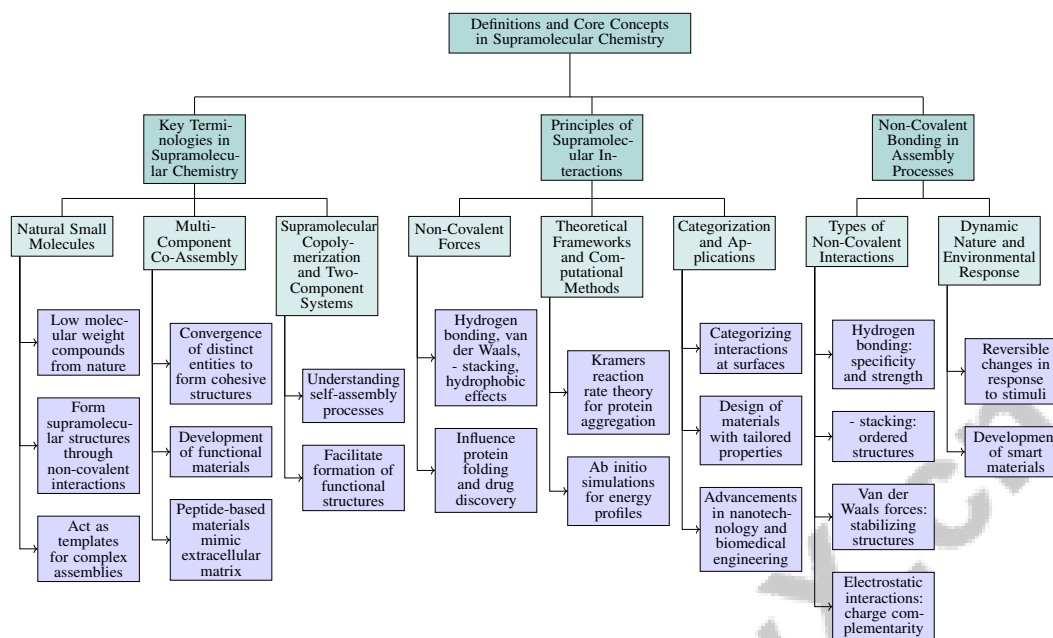 Definitions and Core Concepts
in Supramolecular Chemistry
Key Termi-
nologies in
Supramolecu-
lar Chemistry
Principles of
Supramolec-
ular In-
teractions
Non-Covalent
Bonding in
Assembly
Processes
Natural Small
Molecules
Multi-
Component
Co-Assembly
Supramolecular
Copoly-
merization
and Two-
Component
Systems
Non-Covalent
Forces
Theoretical
Frameworks
and Compu-
tational
Methods
Categorization
and Ap-
plications
Types of
Non-Covalent
Interactions
Dynamic
Nature and
Environmental
Response
Low molec-
ular weight
compounds
from nature
Form
supramolec-
ular structures
through
non-covalent
interactions
Act as
templates
for complex
assemblies
Convergence
of distinct
entities to
form cohesive
structures
Development
of functional
materials
Peptide-based
materials
mimic
extracellular
matrix
Understanding
self-assembly
processes
Facilitate
formation of
functional
structures
Hydrogen
bonding, van
der Waals,
- stacking,
hydrophobic
effects
Influence
protein
folding
and drug
discovery
Kramers
reaction
rate theory
for protein
aggregation
Ab initio
simulations
for energy
profiles
Categorizing
interactions
at surfaces
Design of
materials
with tailored
properties
Advancements
in nanotech-
nology and
biomedical
engineering
Hydrogen
bonding:
specificity
and strength
- stacking:
ordered
structures
Van der
Waals forces:
stabilizing
structures
Electrostatic
interactions:
charge com-
plementarity
Reversible
changes in
response
to stimuli
Development
of smart
materials